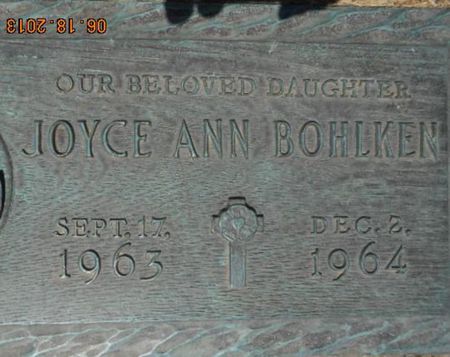 06.18.2013
OUR BELOVED DAUGHTER
JOYCE ANN BOHLKEN
SEPT. 17, DEC. 2,
1963 1964